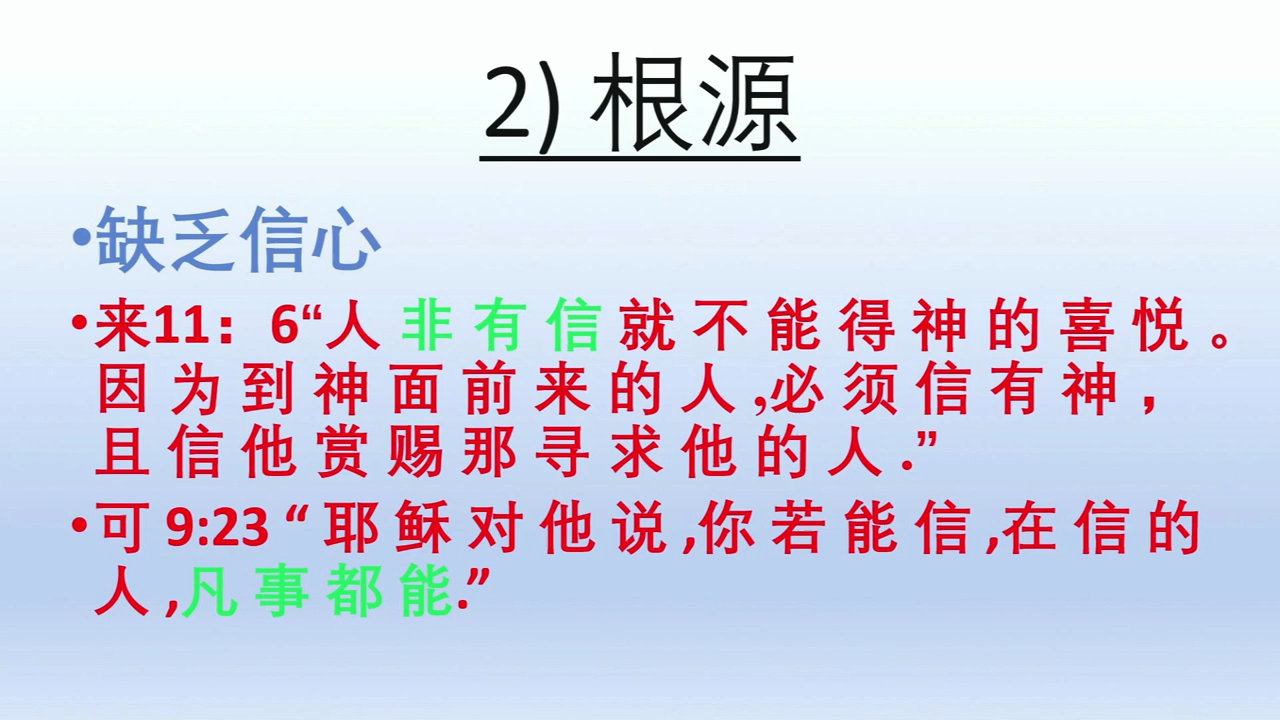 2) 根源
•缺乏信心
•来11：6“人 非 有 信 就 不 能 得 神 的 喜 悦 。
因 为 到 神 面 前 来 的 人 ,必 须 信 有 神 ，
且 信 他 赏 赐 那 寻 求 他 的 人 .”
•可 9:23 “ 耶 稣 对 他 说 ,你 若 能 信 ,在 信 的
人 ,凡 事 都 能.”